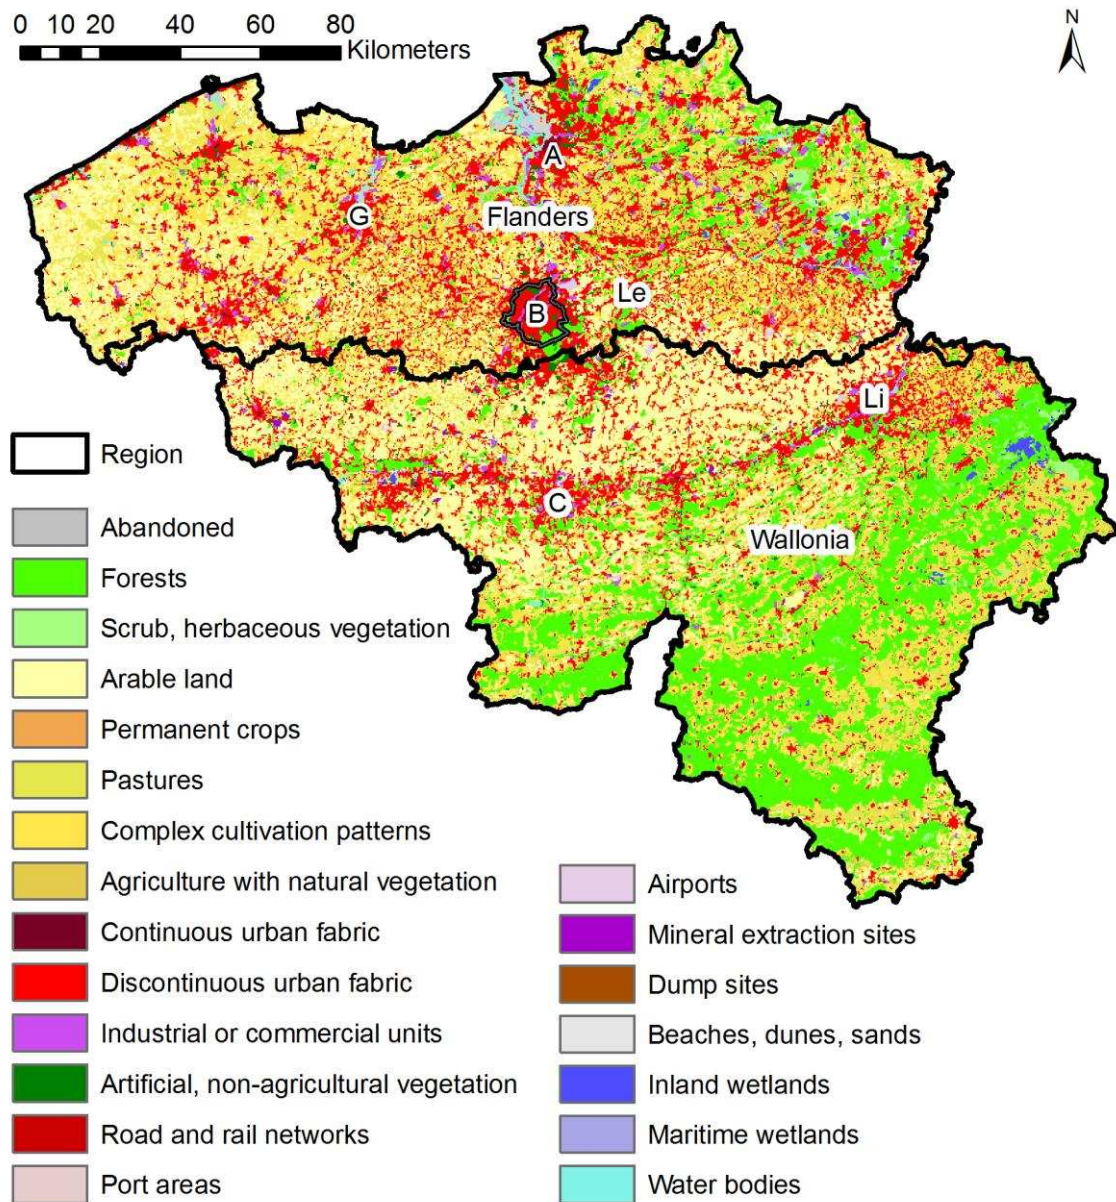 0 10 20 40 60 80
Kilometers
N
A
G
Flanders
Le
B
Li
C
Wallonia
Region
Abandoned
Forests
Scrub, herbaceous vegetation
Arable land
Permanent crops
Pastures
Complex cultivation patterns
Agriculture with natural vegetation
Continuous urban fabric
Discontinuous urban fabric
Industrial or commercial units
Artificial, non-agricultural vegetation
Road and rail networks
Port areas
Airports
Mineral extraction sites
Dump sites
Beaches, dunes, sands
Inland wetlands
Maritime wetlands
Water bodies